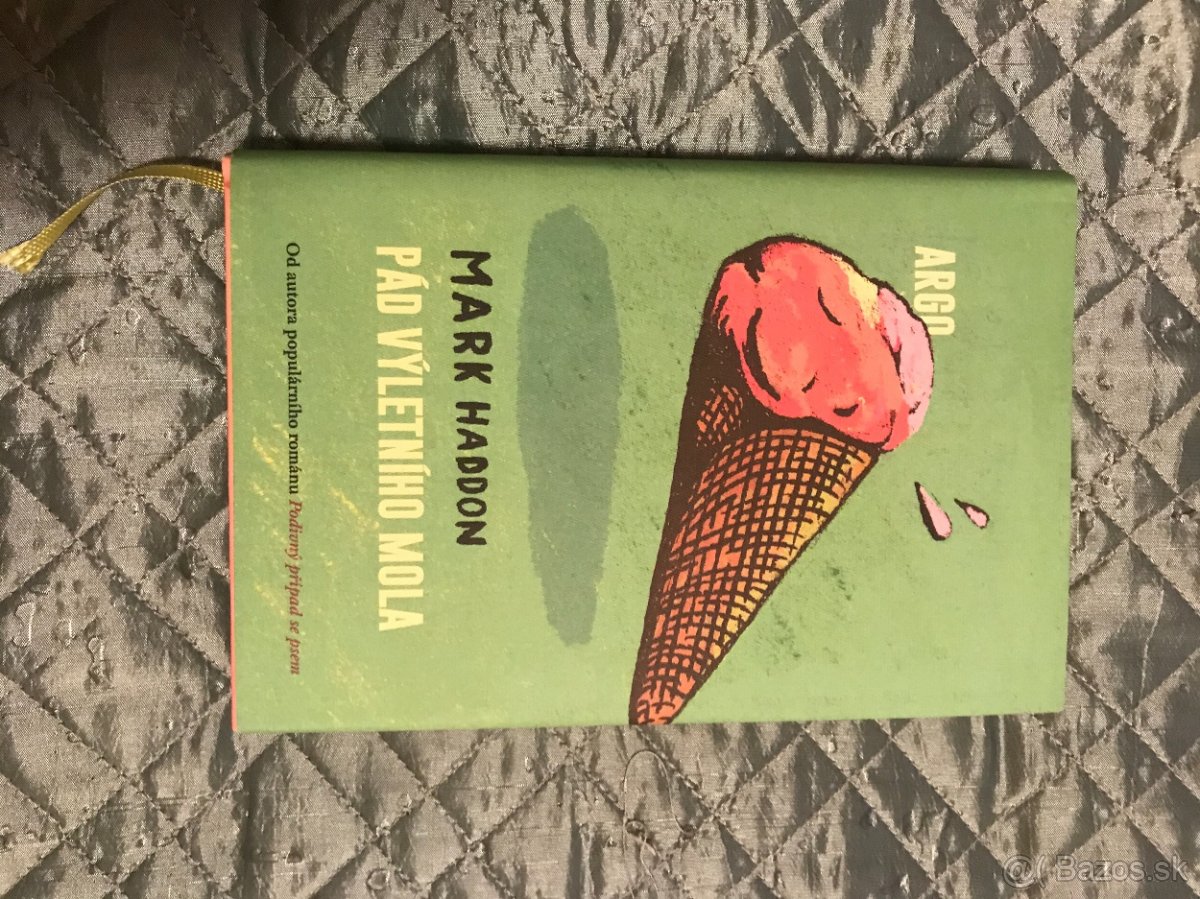 ARGO
MARK HADDON
PÁD VÝLETNÍHO MOLA
Od autora populárního románu Podivný případ se psem
Bazos.sk